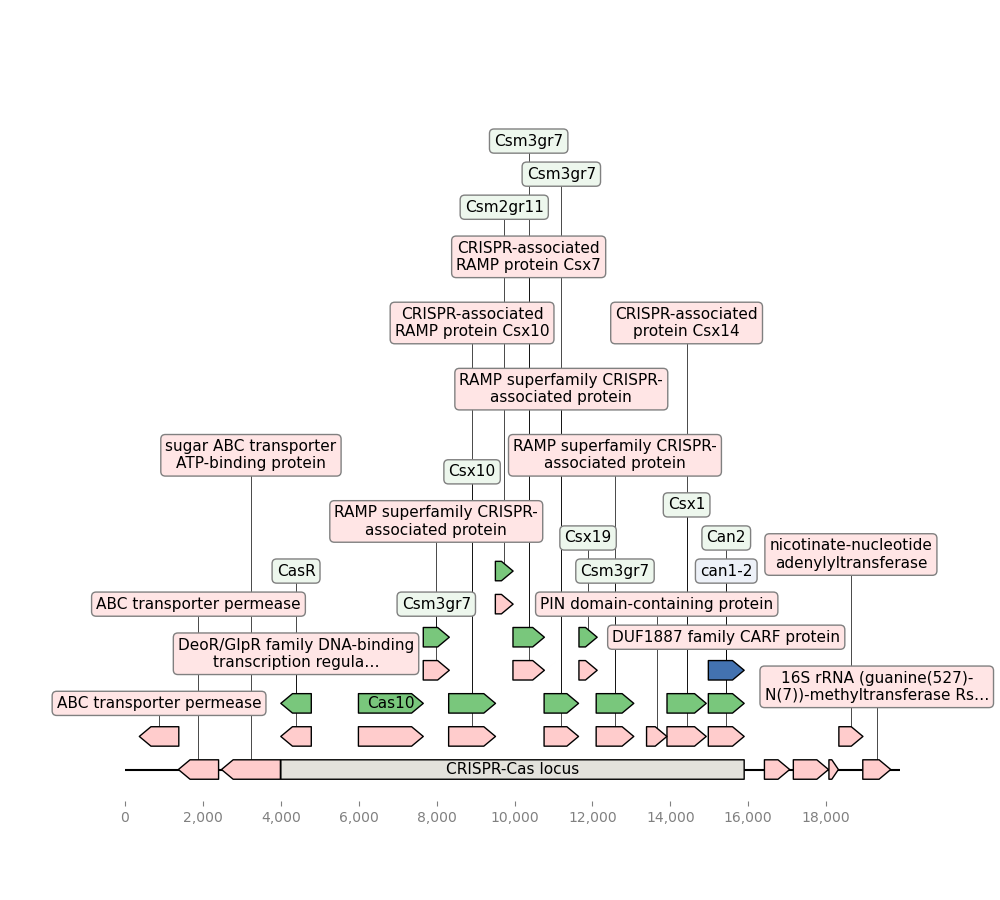 Csm3gr7
Csm3gr7
Csm2gr11
CRISPR-associated
RAMP protein Csx7
CRISPR-associated
RAMP protein Csx10
CRISPR-associated
protein Csx14
RAMP superfamily CRISPR-
associated protein
sugar ABC transporter
ATP-binding protein
RAMP superfamily CRISPR-
associated protein
Csx10
Csx1
RAMP superfamily CRISPR-
associated protein
Csx19
Can2
nicotinate-nucleotide
adenylyltransferase
CasR
Csm3gr7
can1-2
ABC transporter permease
Csm3gr7
PIN domain-containing protein
DUF1887 family CARF protein
DeoR/GlpR family DNA-binding
transcription regula...
16S rRNA (guanine(527)-
N(7))-methyltransferase Rs...
ABC transporter permease
Cas10
CRISPR-Cas locus
0 2,000 4,000 6,000 8,000 10,000 12,000 14,000 16,000 18,000